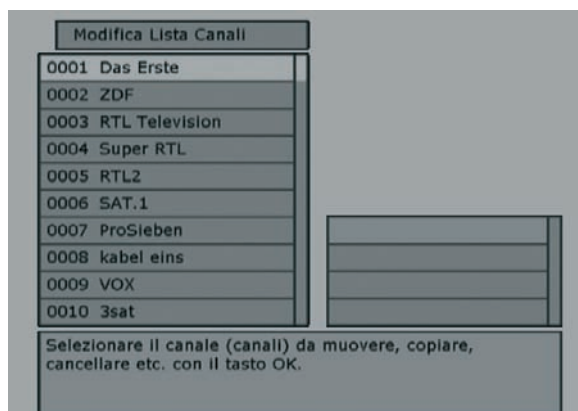 Modifica Lista Canali
0001 Das Erste
0002 ZDF
0003 RTL Television
0004 Super RTL
0005 RTL2
0006 SAT.1
0007 ProSieben
0008 kabel eins
0009 VOX
0010 3sat
Selezionare il canale (canali) da muovere, copiare,
cancellare etc. con il tasto OK.